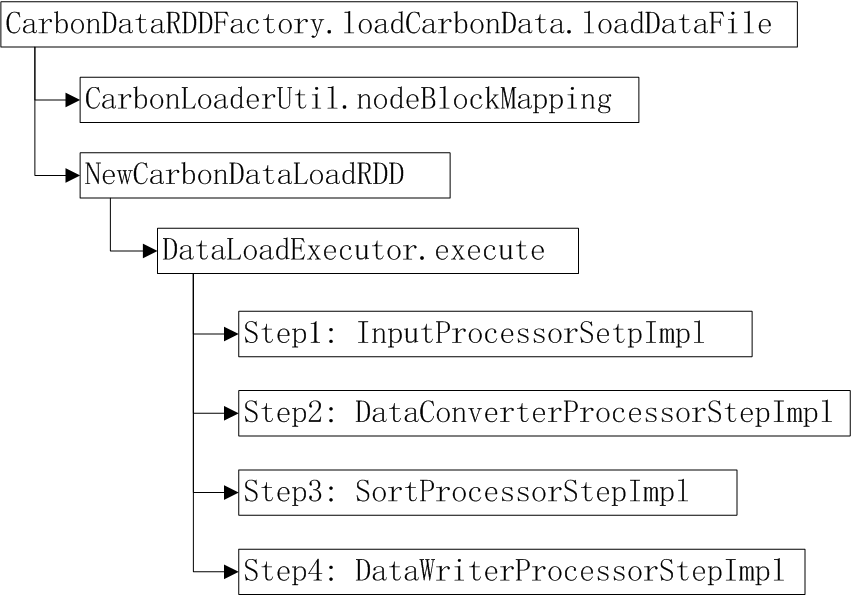 CarbonDataRDDFactory.loadCarbonData.loadDataFile
CarbonLoaderUtil.nodeBlockMapping
NewCarbonDataLoadRDD
DataLoadExecutor.execute
Step1: InputProcessorSetpImpl
Step2: DataConverterProcessorStepImpl
Step3: SortProcessorStepImpl
Step4: DataWriterProcessorStepImpl